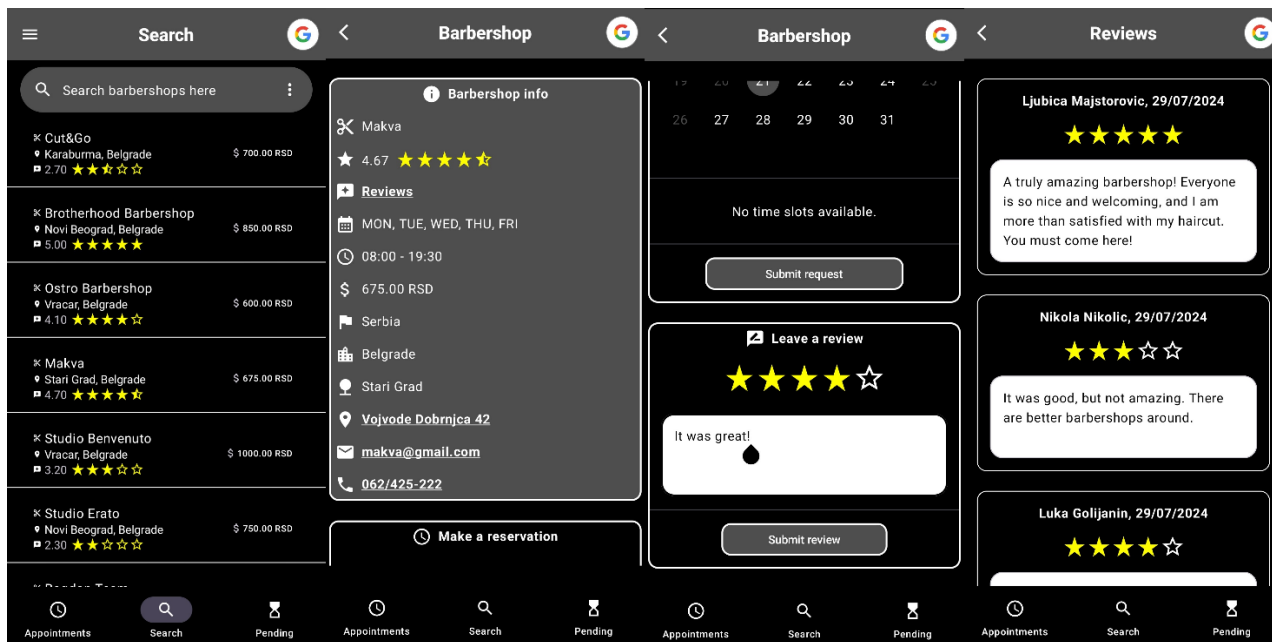 Search
Search barbershops here
Cut&Go
Karaburma, Belgrade
$ 700.00 RSD
2.70
Brotherhood Barbershop
Novi Beograd, Belgrade
$ 850.00 RSD
5.00
Ostro Barbershop
Vracar, Belgrade
$ 600.00 RSD
4.10
Makva
Stari Grad, Belgrade
$ 675.00 RSD
4.70
Studio Benvenuto
Vracar, Belgrade
$ 1000.00 RSD
3.20
Studio Erato
Novi Beograd, Belgrade
$ 750.00 RSD
2.30
Appointments
Search
Pending
Barbershop
Barbershop info
Makva
4.67
Reviews
MON, TUE, WED, THU, FRI
08:00 - 19:30
$ 675.00 RSD
Serbia
Belgrade
Stari Grad
Vojvode Dobrnjca 42
makva@gmail.com
062/425-222
Make a reservation
Appointments
Search
Pending
Barbershop
19 20 21 22 23 24 25
26 27 28 29 30 31
No time slots available.
Submit request
Leave a review
It was great!
Submit review
Appointments
Search
Pending
Reviews
Ljubica Majstorovic, 29/07/2024
A truly amazing barbershop! Everyone
is so nice and welcoming, and I am
more than satisfied with my haircut.
You must come here!
Nikola Nikolic, 29/07/2024
It was good, but not amazing. There
are better barbershops around.
Luka Golijanin, 29/07/2024
Appointments
Search
Pending